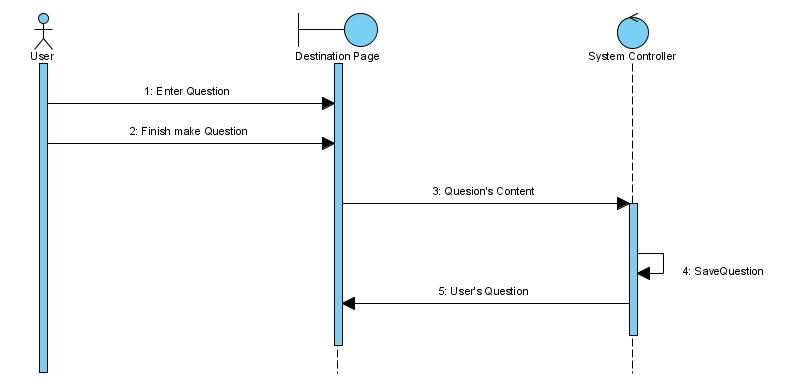 User
Destination Page
System Controller
1: Enter Question
2: Finish make Question
3: Quesion's Content
4: SaveQuestion
5: User's Question